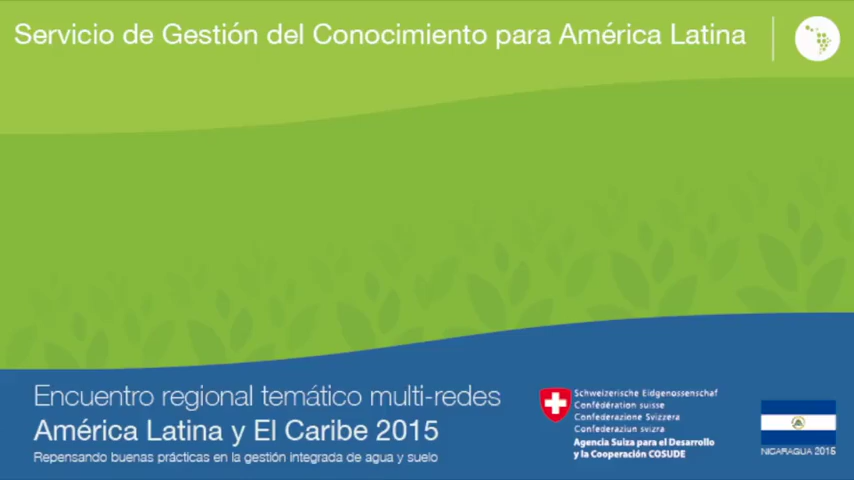 Servicio de Gestión del Conocimiento para América Latina
Encuentro regional temático multi-redes
América Latina y El Caribe 2015
Repensando buenas prácticas en la gestión integrada de agua y suelo
Schweizerische Eidgenossenschaf
Confédération suisse
Confederazione Svizzera
Confederaziun svizra
Agencia Suiza para el Desarrollo
y la Cooperación COSUDE
NICARAGUA 2015